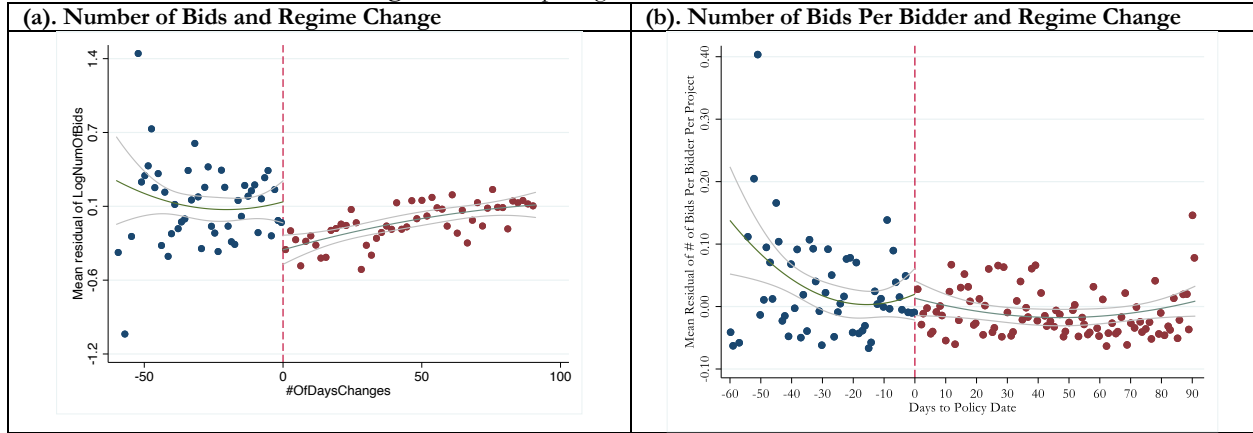 (a). Number of Bids and Regime Change
Mean residual of LogNumOfBids
1.4
0.7
0.1
-0.6
-1.2
-50
0
50
100
#OfDaysChanges
(b). Number of Bids Per Bidder and Regime Change
Mean Residual of # of Bids Per Bidder Per Project
0.40
0.30
0.20
0.10
0.00
-0.10
-60 -50 -40 -30 -20 -10 0 10 20 30 40 50 60 70 80 90
Days to Policy Date